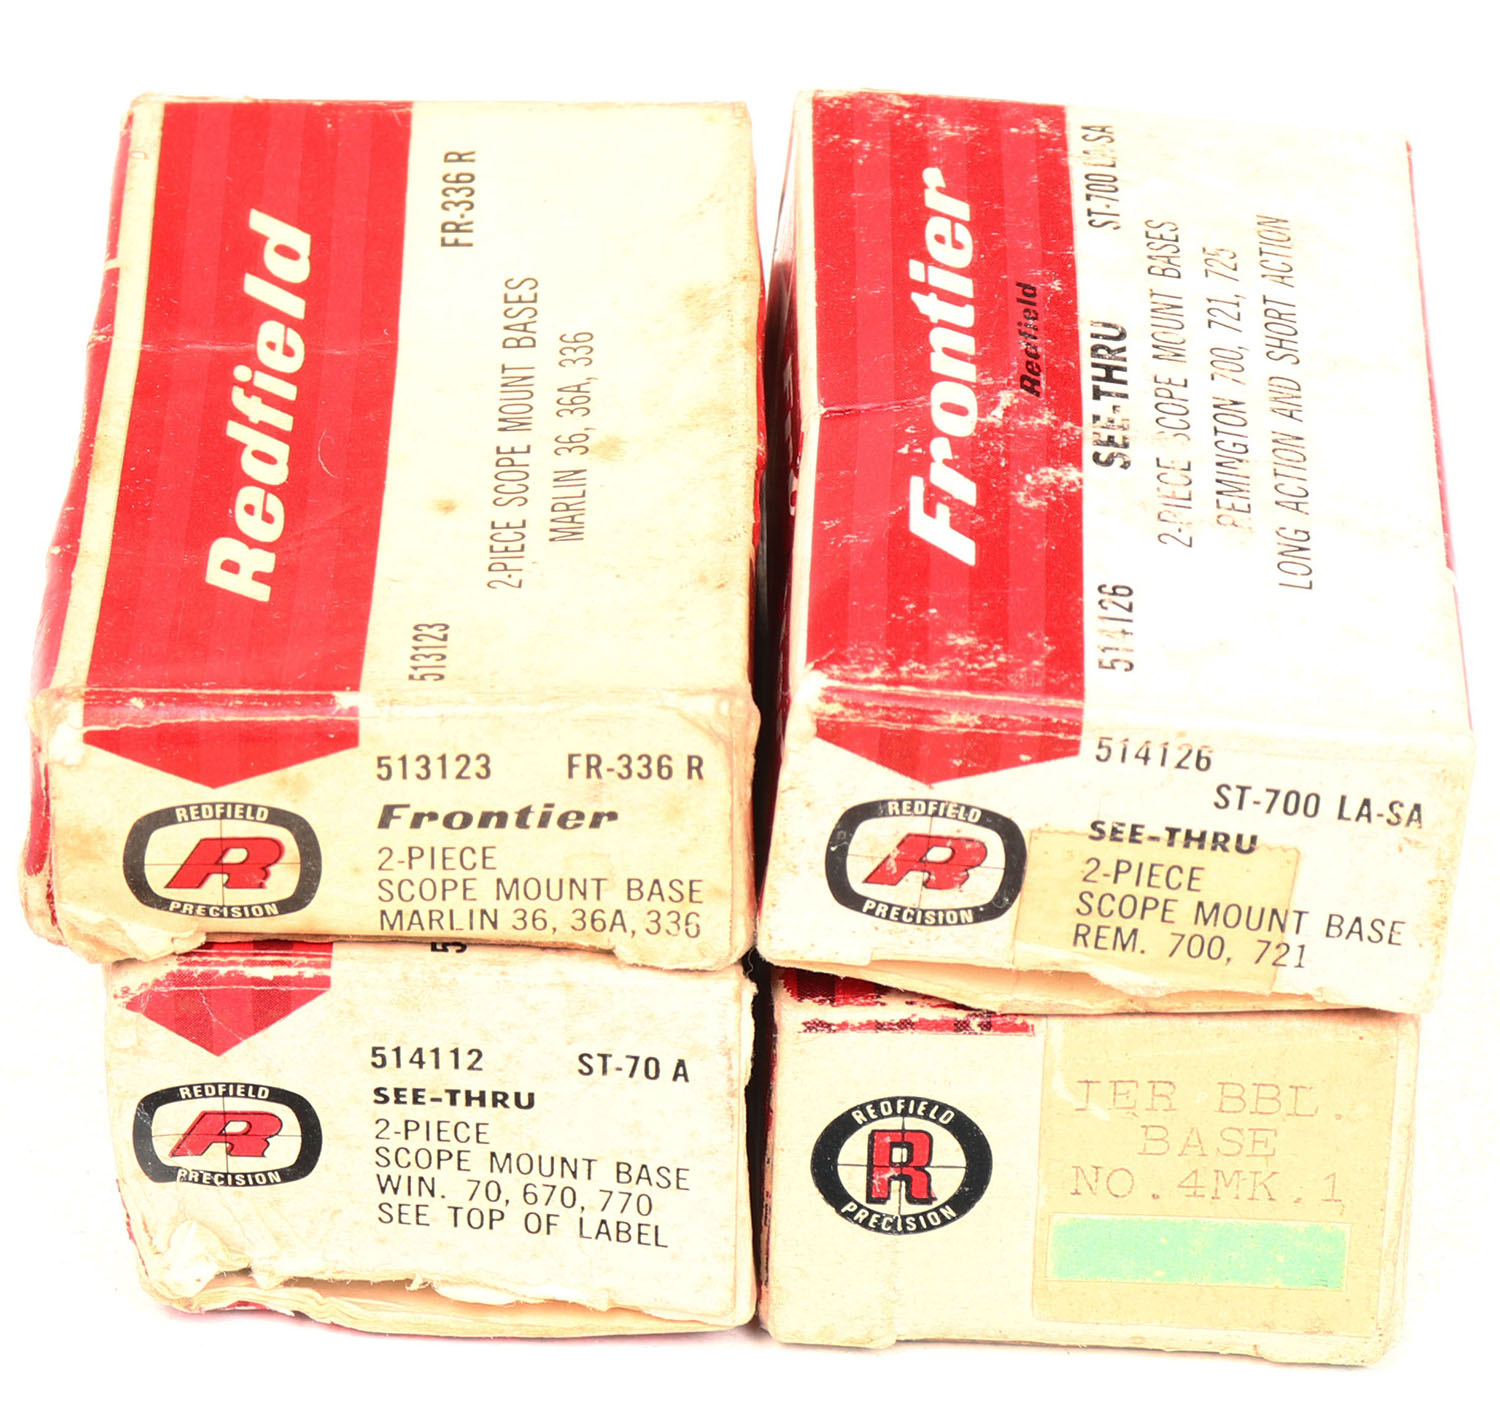 Redfield
FR-336 R
2-PIECE SCOPE MOUNT BASES
MARLIN 36, 36A, 336
513123
513123 FR-336 R
REDFIELD
R
PRECISION
Frontier
2-PIECE
SCOPE MOUNT BASE
MARLIN 36, 36A, 336
Frontier
Redfield
ST-700 LA-SA
SEE-THRU
514126
2-PIECE SCOPE MOUNT BASES
REMINGTON 700, 721, 725
LONG ACTION AND SHORT ACTION
514126
ST-700 LA-SA
REDFIELD
R
PRECISION
SEE-THRU
2-PIECE
SCOPE MOUNT BASE
REM. 700, 721
514112 ST-70 A
REDFIELD
R
PRECISION
SEE-THRU
2-PIECE
SCOPE MOUNT BASE
WIN. 70, 670, 770
SEE TOP OF LABEL
REDFIELD
R
PRECISION
IER BBL.
BASE
NO.4MK.1